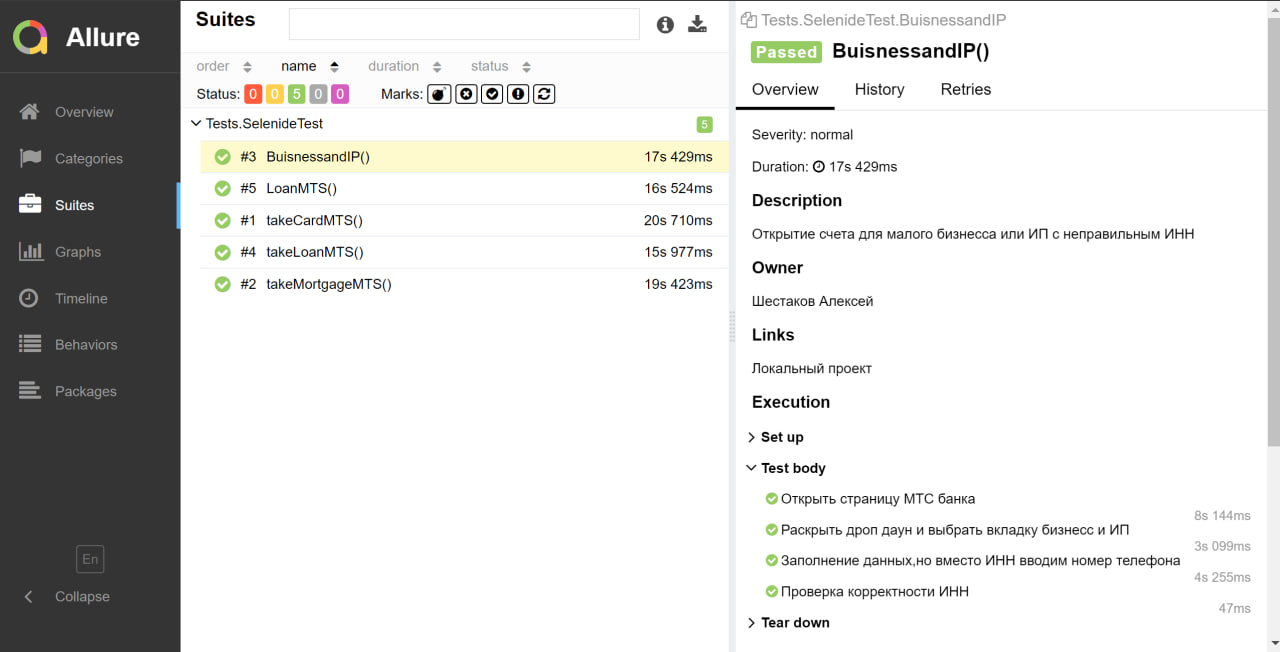 Allure
Overview
Categories
Suites
Graphs
Timeline
Behaviors
Packages
En
Collapse
Suites
order name duration status
Status: 0 0 5 0 0 Marks:
Tests.SelenideTest 5
#3 BuisnessandIP() 17s 429ms
#5 LoanMTS() 16s 524ms
#1 takeCardMTS() 20s 710ms
#4 takeLoanMTS() 15s 977ms
#2 takeMortgageMTS() 19s 423ms
Tests.SelenideTest.BuisnessandIP
Passed BuisnessandIP()
Overview History Retries
Severity: normal
Duration: 17s 429ms
Description
Открытие счета для малого бизнесса или ИП с неправильным ИНН
Owner
Шестаков Алексей
Links
Локальный проект
Execution
Set up
Test body
Открыть страницу МТС банка
8s 144ms
Раскрыть дроп даун и выбрать вкладку бизнесс и ИП
3s 099ms
Заполнение данных,но вместо ИНН вводим номер телефона
4s 255ms
Проверка корректности ИНН
47ms
Tear down